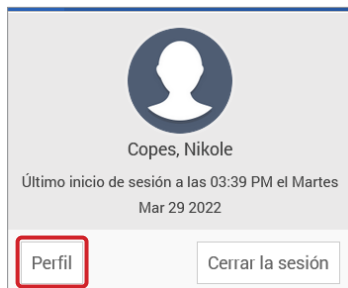 Copes, Nikole
Último inicio de sesión a las 03:39 PM el Martes
Mar 29 2022
Perfil
Cerrar la sesión